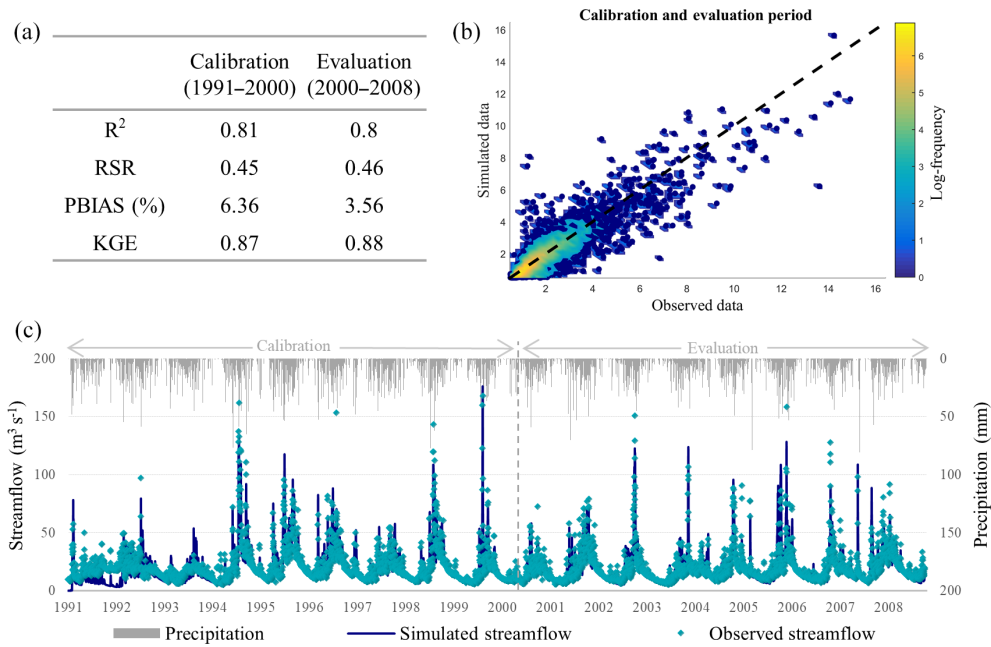 (a)
Calibration Evaluation
(1991–2000) (2000–2008)
R² 0.81 0.8
RSR 0.45 0.46
PBIAS (%) 6.36 3.56
KGE 0.87 0.88
(b)
Calibration and evaluation period
16
14
12
10
8
6
4
2
Simulated data
2 4 6 8 10 12 14 16
Observed data
6
5
4
3
2
1
0
Log-frequency
(c)
Calibration Evaluation
200 0
150 50
100 100
50 150
0 200
Streamflow (m³ s⁻¹)
Precipitation (mm)
1991 1992 1993 1994 1995 1996 1997 1998 1999 2000 2001 2002 2003 2004 2005 2006 2007 2008
Precipitation Simulated streamflow Observed streamflow